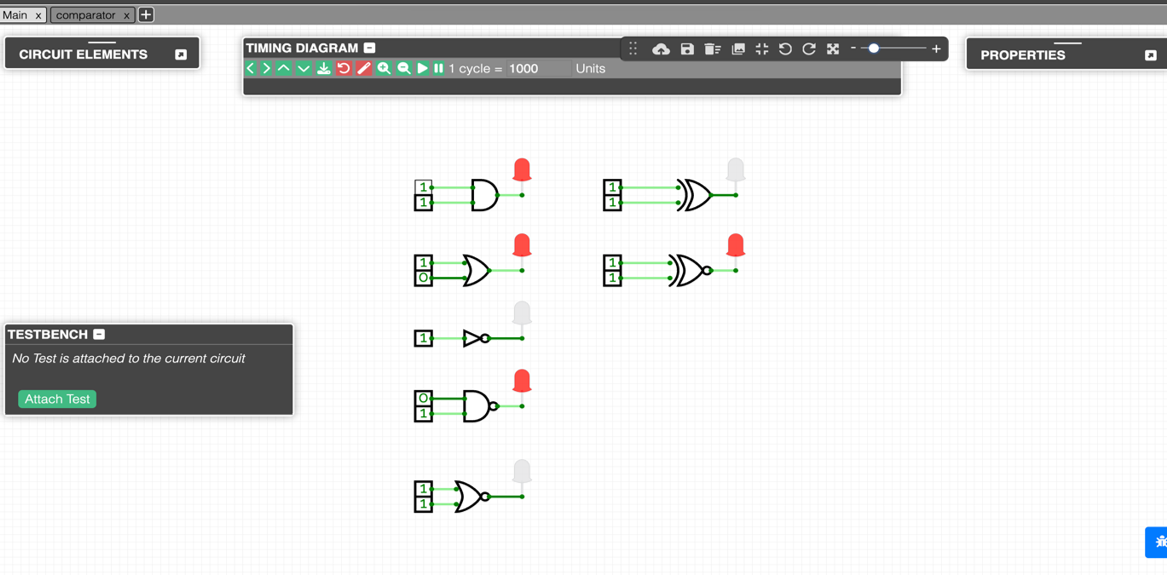 Main x comparator x +
CIRCUIT ELEMENTS
TIMING DIAGRAM
- +
PROPERTIES
1 cycle = 1000 Units
1
1
1
1
1
0
1
1
1
0
1
1
1
TESTBENCH
No Test is attached to the current circuit
Attach Test